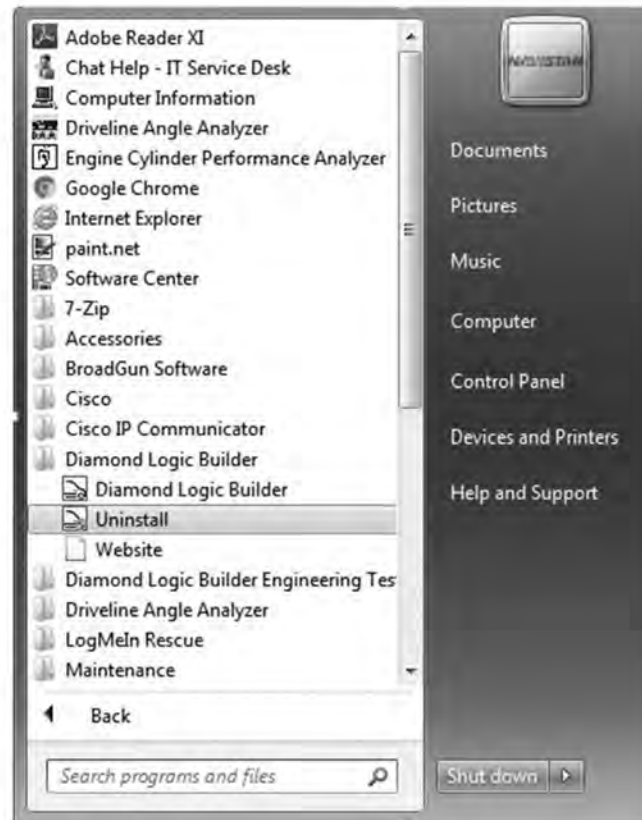 Adobe Reader XI
Chat Help - IT Service Desk
Computer Information
Driveline Angle Analyzer
Engine Cylinder Performance Analyzer
Google Chrome
Internet Explorer
paint.net
Software Center
7-Zip
Accessories
BroadGun Software
Cisco
Cisco IP Communicator
Diamond Logic Builder
Diamond Logic Builder
Uninstall
Website
Diamond Logic Builder Engineering Tes
Driveline Angle Analyzer
LogMeIn Rescue
Maintenance
Back
Search programs and files
NAVISTAR
Documents
Pictures
Music
Computer
Control Panel
Devices and Printers
Help and Support
Shut down